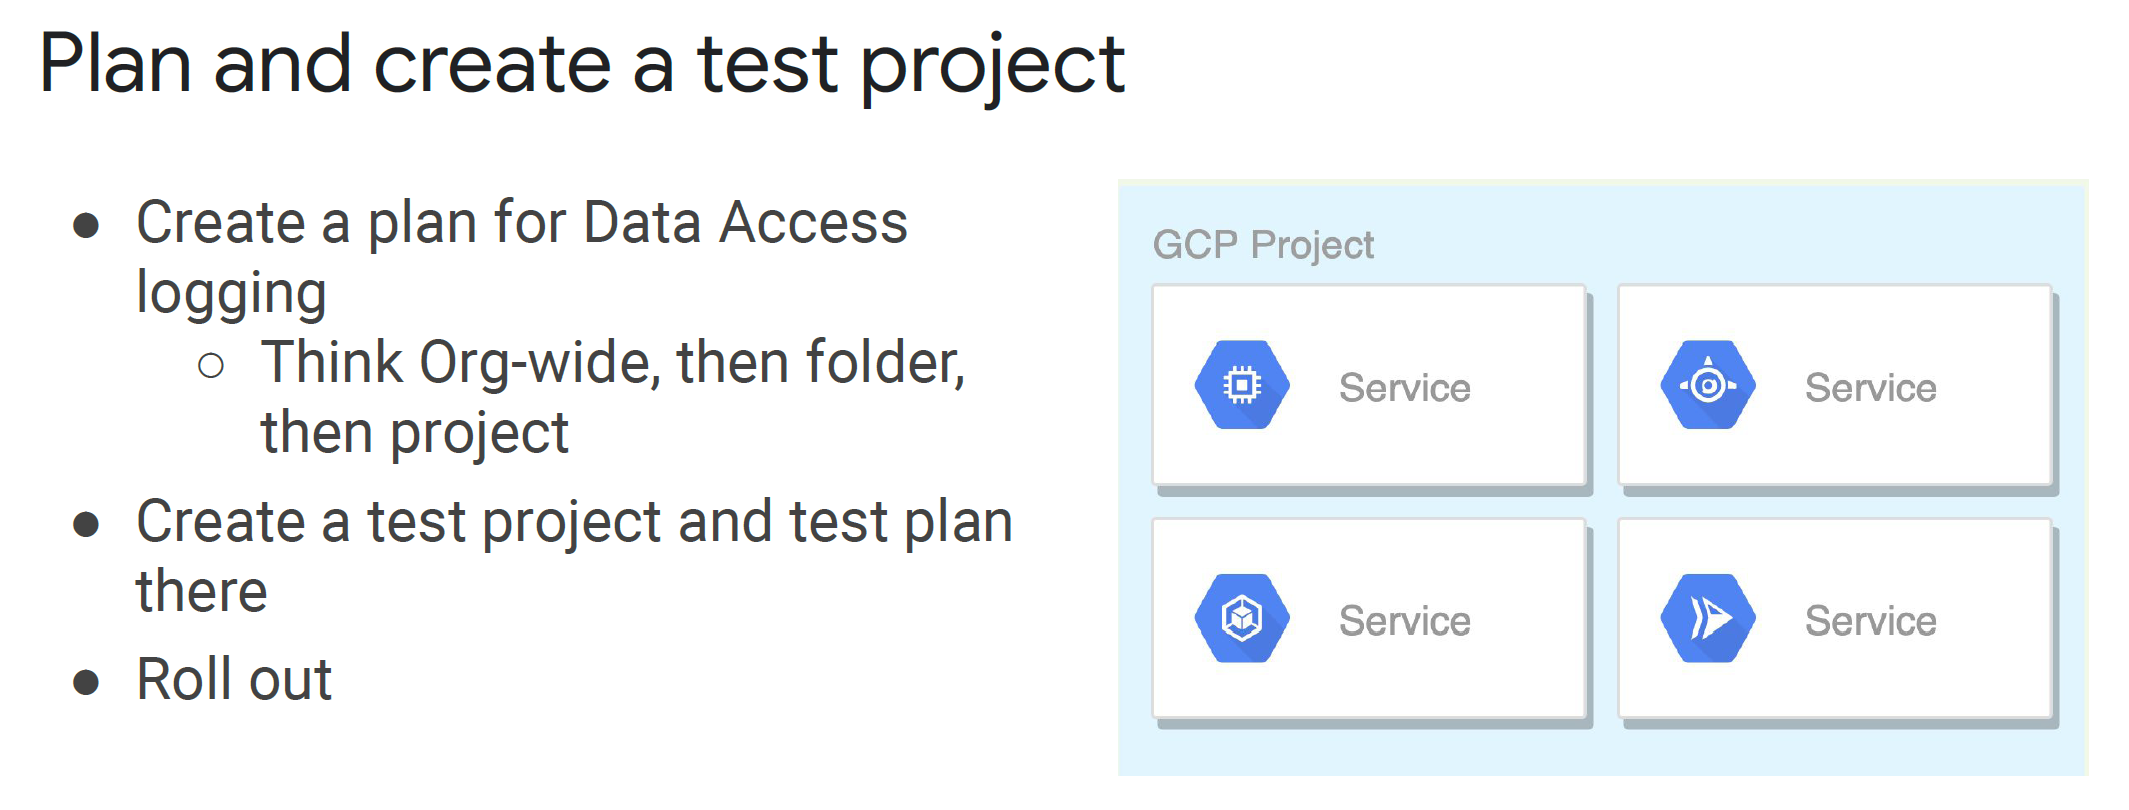 Plan and create a test project
● Create a plan for Data Access
logging
○ Think Org-wide, then folder,
then project
● Create a test project and test plan
there
● Roll out
GCP Project
Service
Service
Service
Service